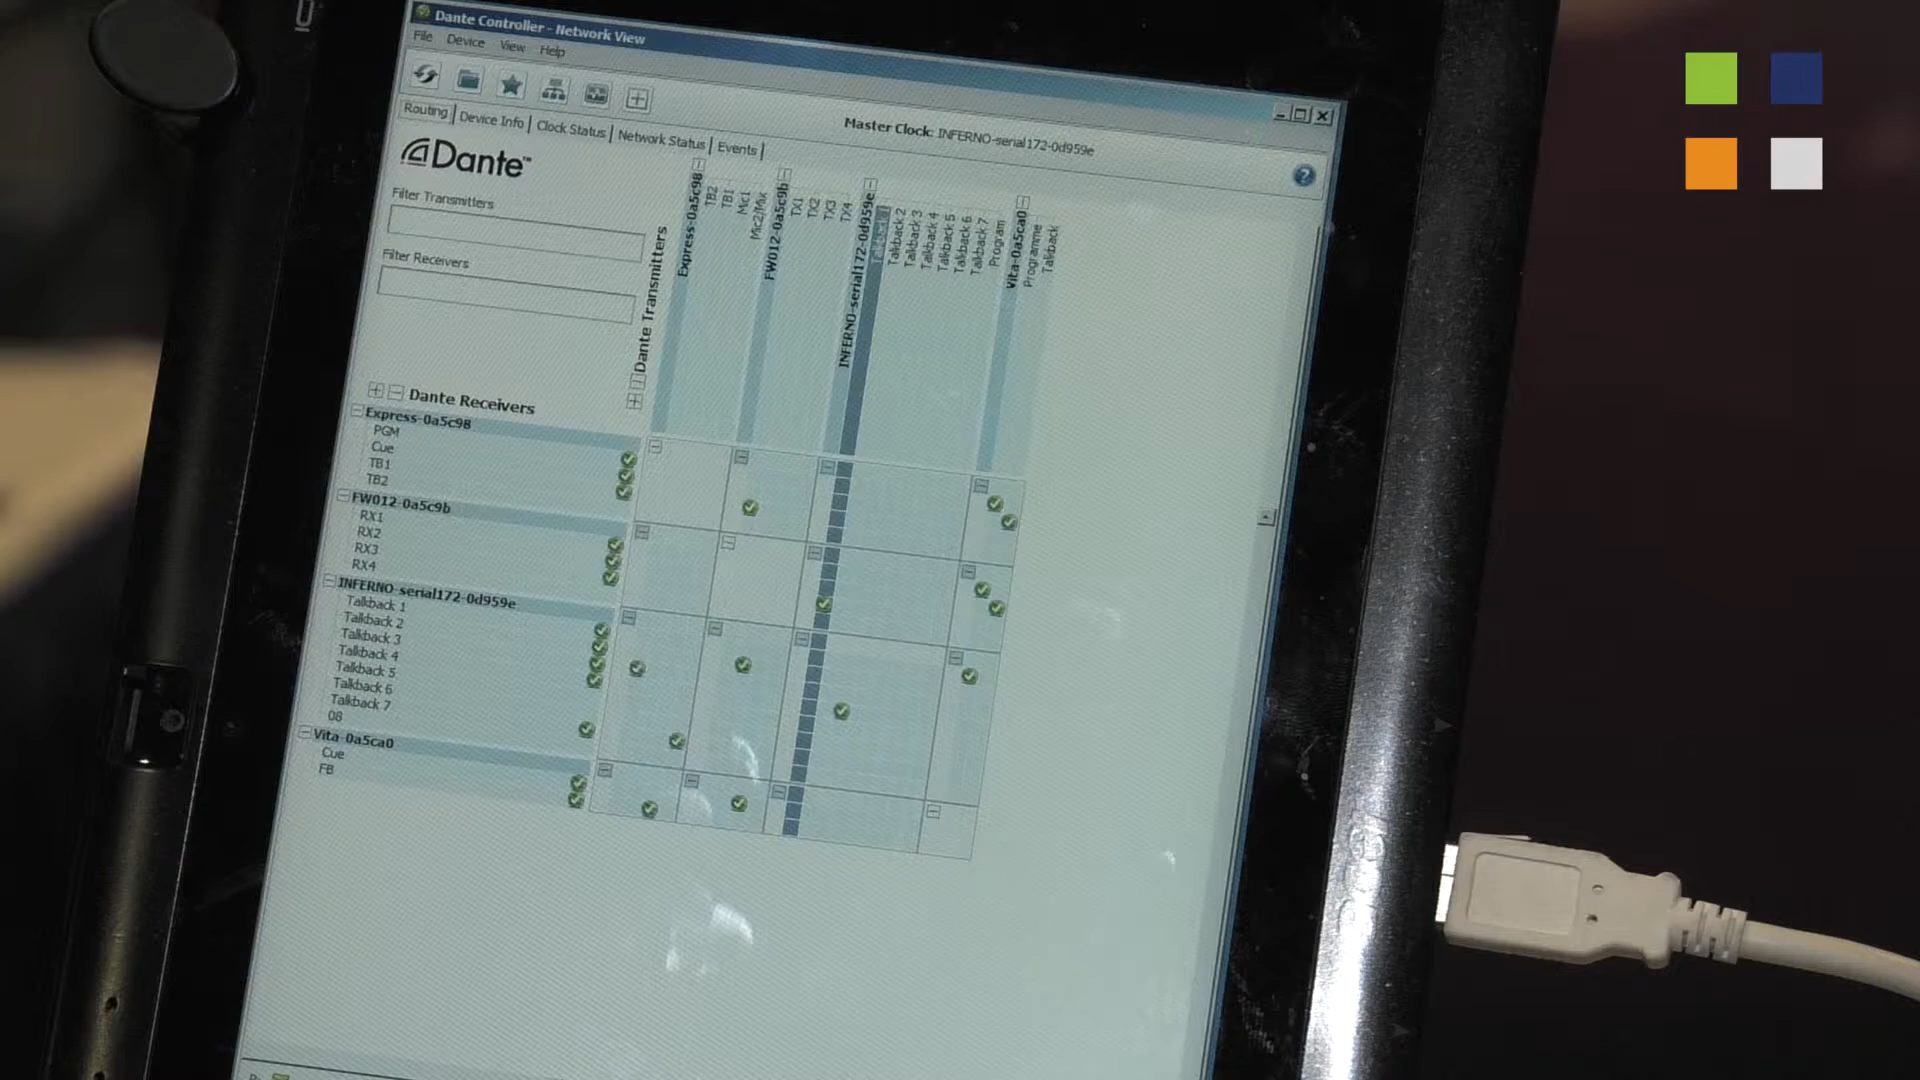 Dante Controller - Network View
File Device View Help
Routing Device Info Clock Status Network Status Events
Master Clock: INFERNO-serial172-0d959e
?
Dante™
Filter Transmitters
Filter Receivers
Dante Transmitters
Express-0a5c98
TB2
TB1
Mic1
Mic2/Mix
FW012-0a5c9b
TX1
TX2
TX3
TX4
INFERNO-serial172-0d959e
Talkback 1
Talkback 2
Talkback 3
Talkback 4
Talkback 5
Talkback 6
Talkback 7
Program
Vita-0a5ca0
Programme
Talkback
Dante Receivers
Express-0a5c98
PGM
Cue
TB1
TB2
FW012-0a5c9b
RX1
RX2
RX3
RX4
INFERNO-serial172-0d959e
Talkback 1
Talkback 2
Talkback 3
Talkback 4
Talkback 5
Talkback 6
Talkback 7
08
Vita-0a5ca0
Cue
FB